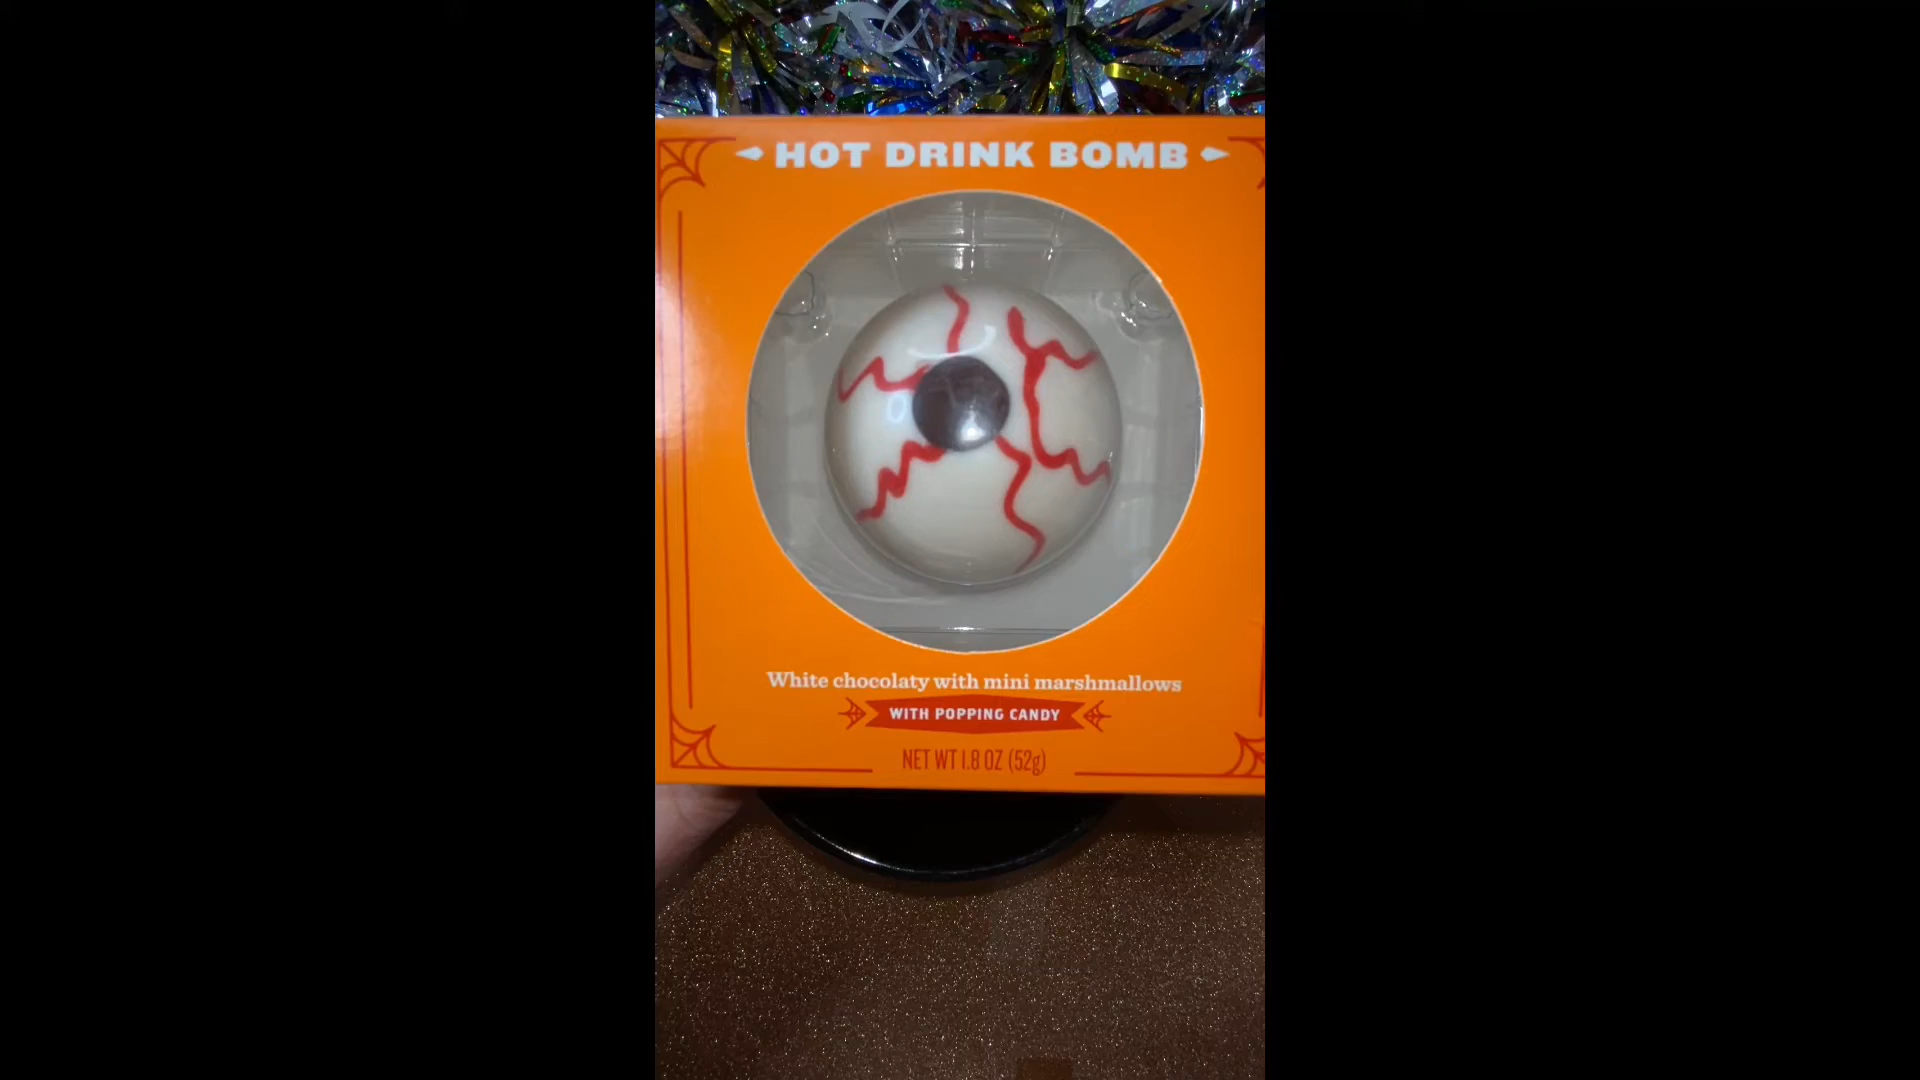 HOT DRINK BOMB
White chocolaty with mini marshmallows
WITH POPPING CANDY
NET WT 1.8 OZ (52g)